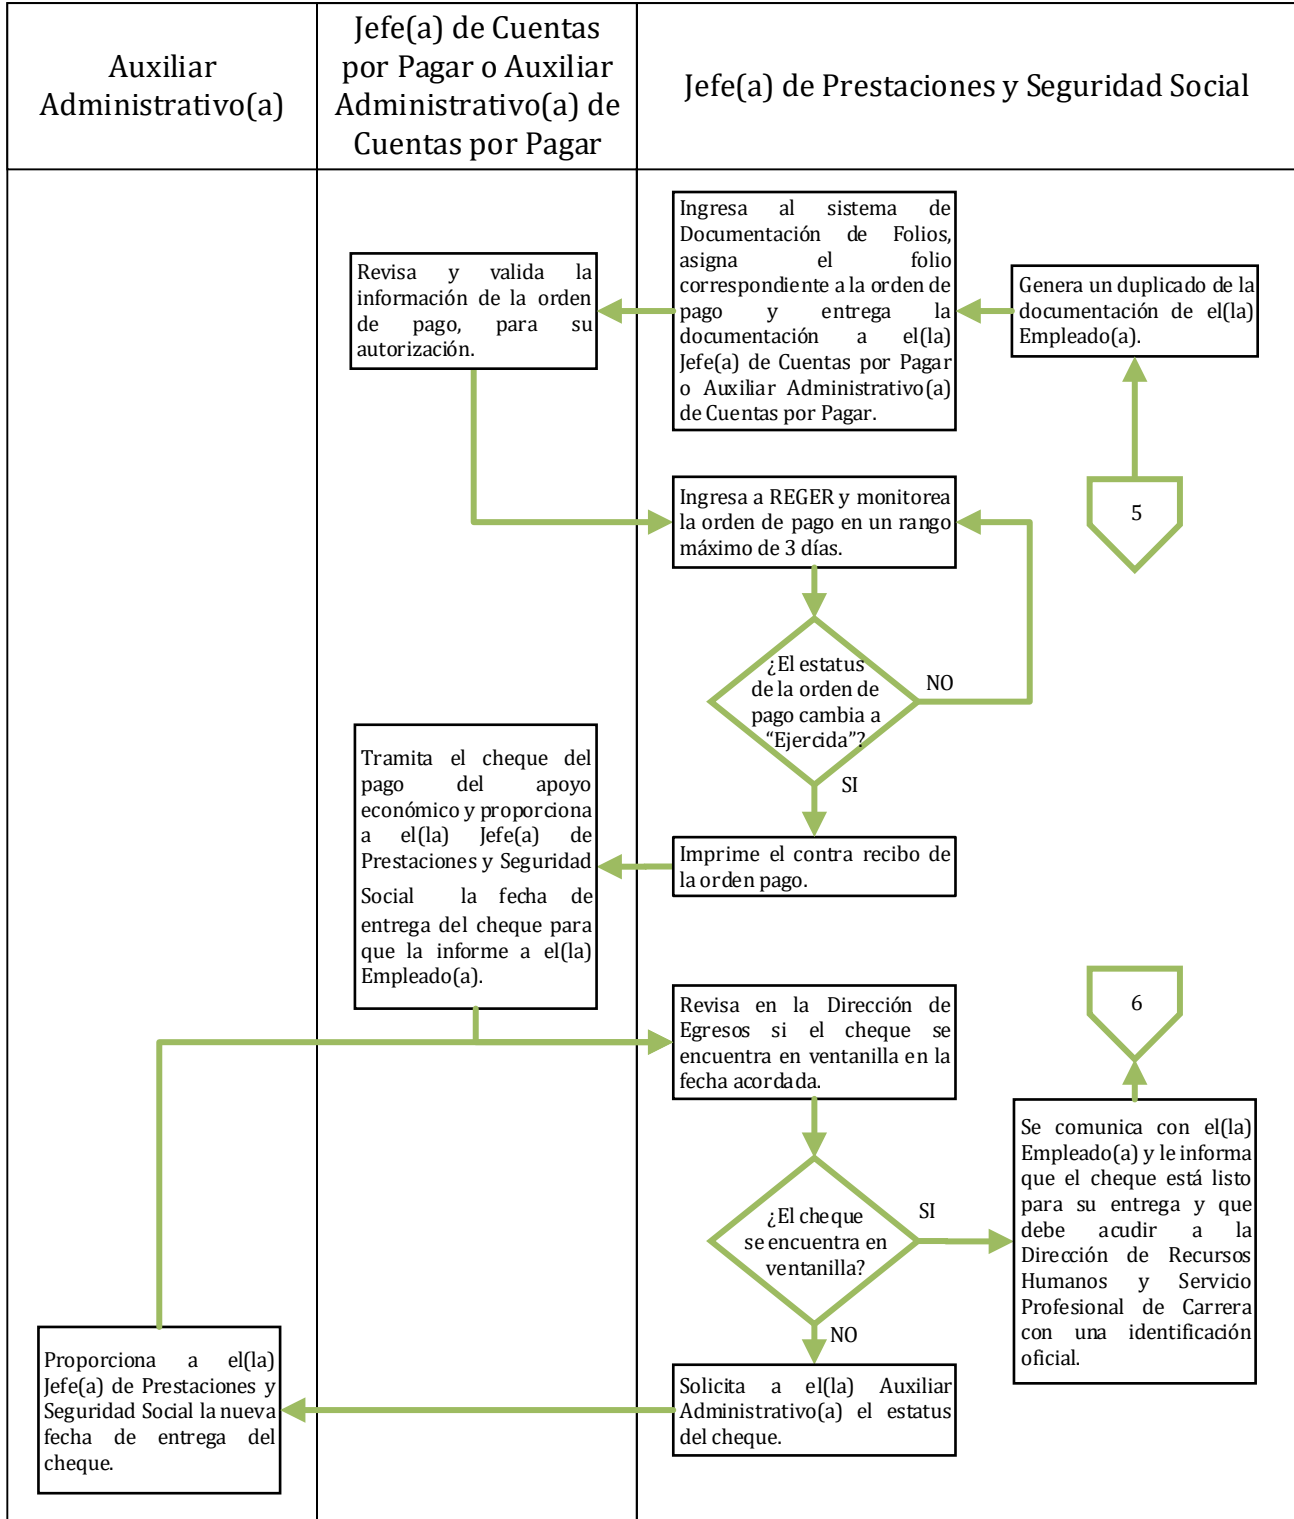 Auxiliar
Administrativo(a)
Jefe(a) de Cuentas
por Pagar o Auxiliar
Administrativo(a) de
Cuentas por Pagar
Jefe(a) de Prestaciones y Seguridad Social
Genera un duplicado de la
documentación de el(la)
Empleado(a).
5
Ingresa al sistema de
Documentación de Folios,
asigna el folio
correspondiente a la orden de
pago y entrega la
documentación a el(la)
Jefe(a) de Cuentas por Pagar
o Auxiliar Administrativo(a)
de Cuentas por Pagar.
Revisa y valida la
información de la orden
de pago, para su
autorización.
Ingresa a REGER y monitorea
la orden de pago en un rango
máximo de 3 días.
¿El estatus
de la orden de
pago cambia a
“Ejercida”?
NO
SI
Imprime el contra recibo de
la orden pago.
Tramita el cheque del
pago del apoyo
económico y proporciona
a el(la) Jefe(a) de
Prestaciones y Seguridad
Social la fecha de
entrega del cheque para
que la informe a el(la)
Empleado(a).
Revisa en la Dirección de
Egresos si el cheque se
encuentra en ventanilla en la
fecha acordada.
¿El cheque
se encuentra en
ventanilla?
SI
NO
6
Se comunica con el(la)
Empleado(a) y le informa
que el cheque está listo
para su entrega y que
debe acudir a la
Dirección de Recursos
Humanos y Servicio
Profesional de Carrera
con una identificación
oficial.
Solicita a el(la) Auxiliar
Administrativo(a) el estatus
del cheque.
Proporciona a el(la)
Jefe(a) de Prestaciones y
Seguridad Social la nueva
fecha de entrega del
cheque.